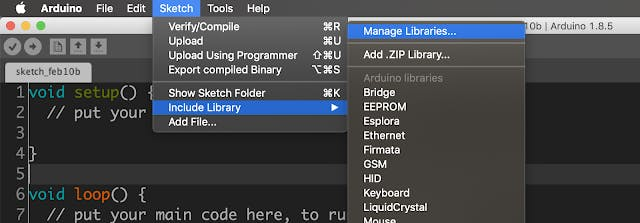 Arduino File Edit Sketch Tools Help
10b | Arduino 1.8.5
Verify/Compile ⌘R
Upload ⌘U
Upload Using Programmer ⇧⌘U
Export compiled Binary ⌥⌘S
Show Sketch Folder ⌘K
Include Library
Add File...
Manage Libraries...
Add .ZIP Library...
Arduino libraries
Bridge
EEPROM
Esplora
Ethernet
Firmata
GSM
HID
Keyboard
LiquidCrystal
Mouse
sketch_feb10b
1 void setup() {
2 // put your
3
4 }
5
6 void loop() {
7 // put your main code here, to ru